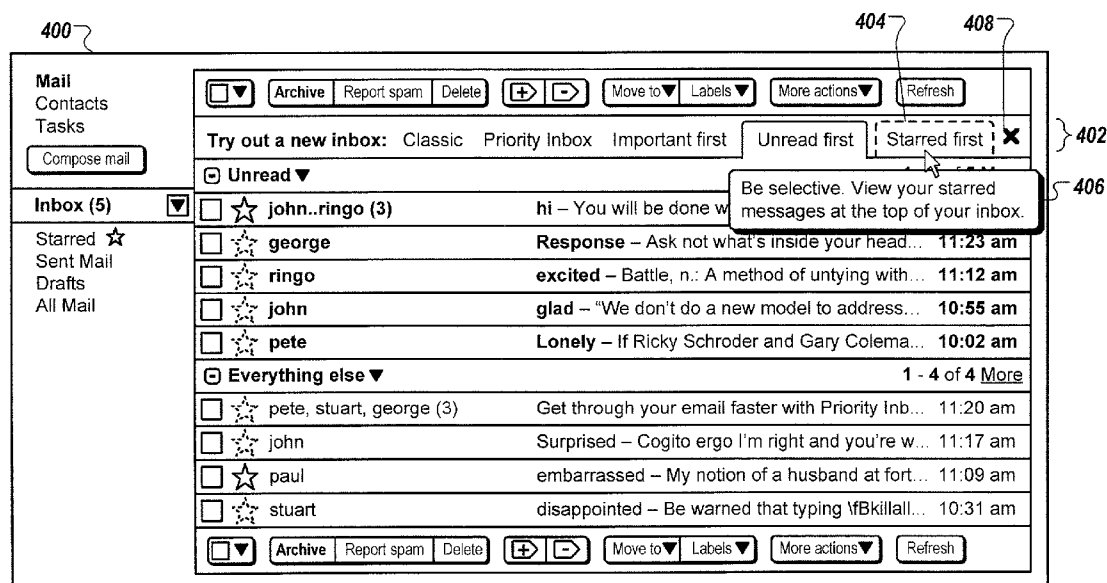 400
404
408
Mail
Contacts
Tasks
Compose mail
Inbox (5)
Starred
Sent Mail
Drafts
All Mail
Archive Report spam Delete Move to Labels More actions Refresh
Try out a new inbox: Classic Priority Inbox Important first Unread first Starred first
402
Unread
Be selective. View your starred
messages at the top of your inbox.
406
john..ringo (3) hi – You will be done w
george Response – Ask not what's inside your head... 11:23 am
ringo excited – Battle, n.: A method of untying with... 11:12 am
john glad – “We don't do a new model to address... 10:55 am
pete Lonely – If Ricky Schroder and Gary Colema... 10:02 am
Everything else 1 - 4 of 4 More
pete, stuart, george (3) Get through your email faster with Priority Inb... 11:20 am
john Surprised – Cogito ergo I'm right and you're w... 11:17 am
paul embarrassed – My notion of a husband at fort... 11:09 am
stuart disappointed – Be warned that typing \fBkillall... 10:31 am
Archive Report spam Delete Move to Labels More actions Refresh